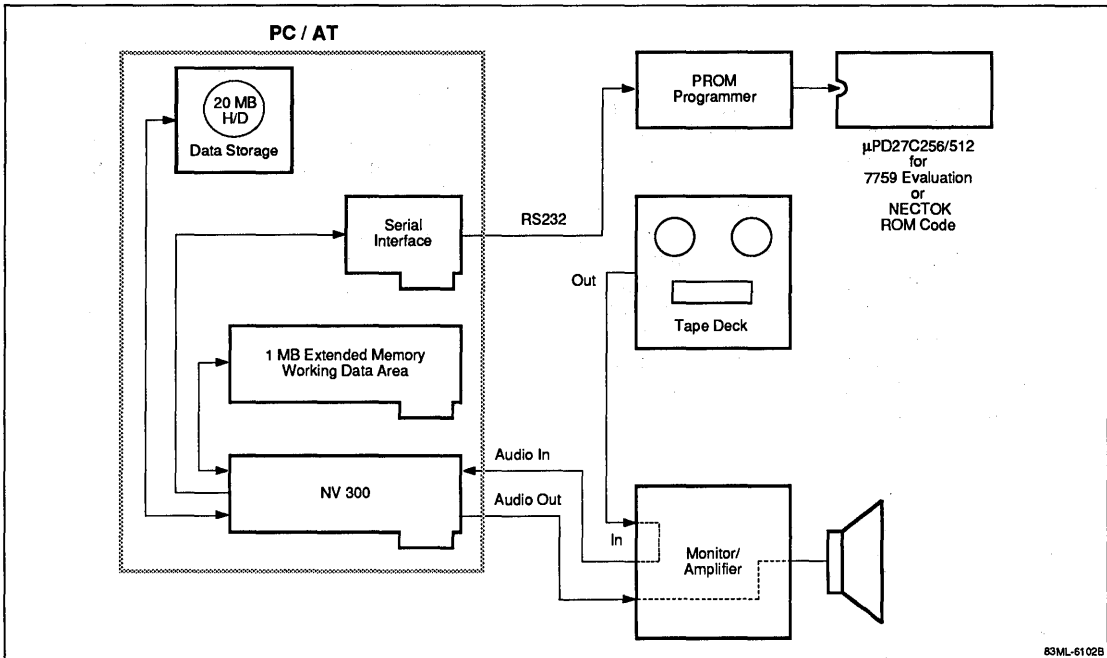 PC / AT
20 MB
H/D
Data Storage
Serial
Interface
RS232
PROM
Programmer
µPD27C256/512
for
7759 Evaluation
or
NECTOK
ROM Code
Out
Tape Deck
1 MB Extended Memory
Working Data Area
NV 300
Audio In
Audio Out
In
Monitor/
Amplifier
83ML-6102B